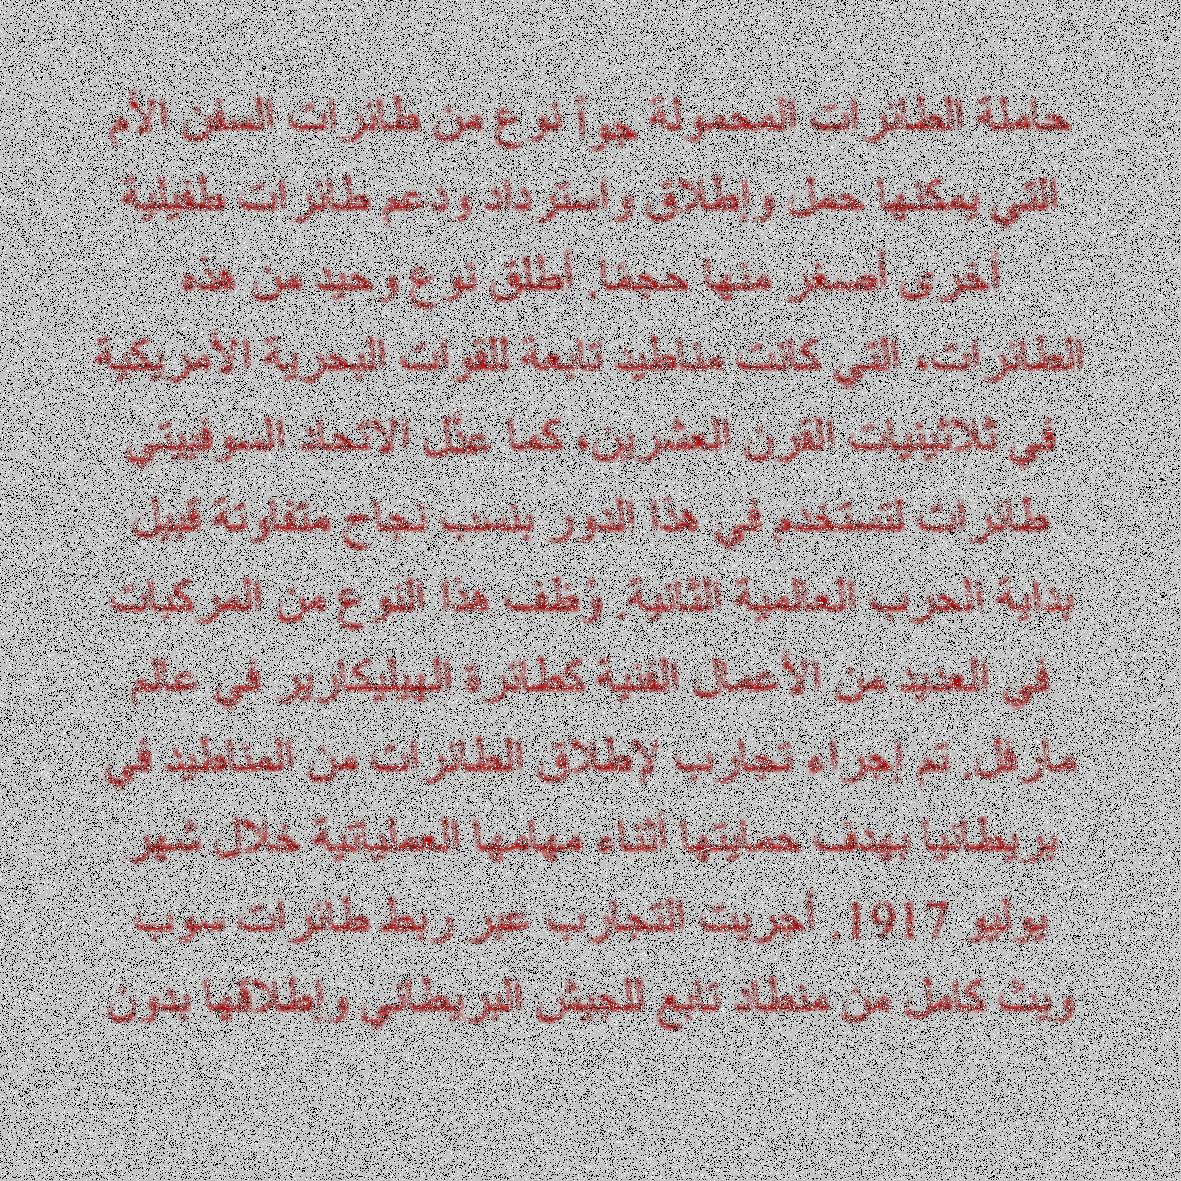 حاملة الطائرات المحمولة جواً نوع من طائرات السفن الأم
التي يمكنها حمل وإطلاق واسترداد ودعم طائرات طفيلية
أخرى أصغر منها حجمًا. أطلق نوع وحيد من هذه
الطائرات، التي كانت مناطيد تابعة للقوات البحرية الأمريكية
في ثلاثينيات القرن العشرين، كما عدّل الاتحاد السوفييتي
طائرات لتستخدم في هذا الدور بنسب نجاح متفاوتة قبيل
بداية الحرب العالمية الثانية. وُظف هذا النوع من المركبات
في العديد من الأعمال الفنية كطائرة الهيليكارير في عالم
مارفل. تم إجراء تجارب لإطلاق الطائرات من المناطيد في
بريطانيا بهدف حمايتها أثناء مهامها العملياتية خلال شهر
يوليو 1917. أجريت التجارب عبر ربط طائرات سوب
ويث كامل من منطاد تابع للجيش البريطاني وإطلاقها بدون